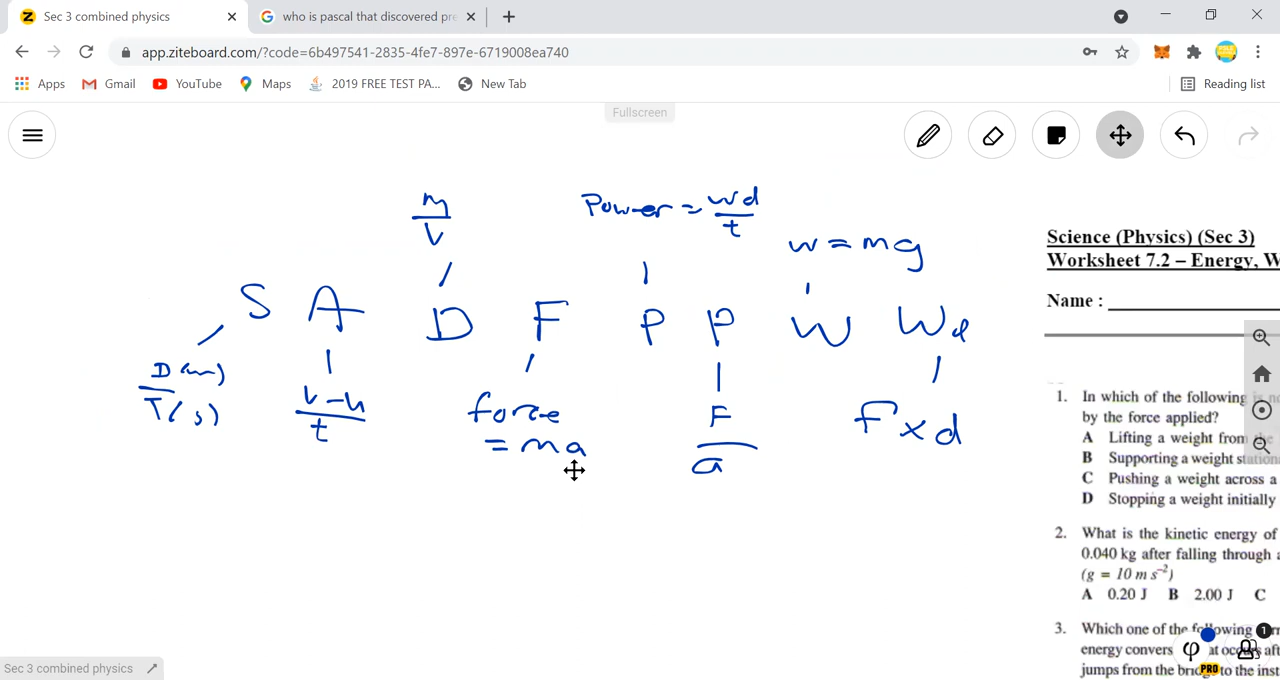 Sec 3 combined physics
who is pascal that discovered pre
app.ziteboard.com/?code=6b497541-2835-4fe7-897e-6719008ea740
Apps
Gmail
YouTube
Maps
2019 FREE TEST PA...
New Tab
Reading list
Fullscreen
m
v
Power = Wd
t
w = mg
S A D F P P W Wd
D (m)
T (s)
v - u
t
force
= ma
F
a
F x d
Science (Physics) (Sec 3)
Worksheet 7.2 – Energy, W
Name :
1. In which of the following
by the force applied?
A Lifting a weight from
B Supporting a weight
C Pushing a weight across a
D Stopping a weight initially
2. What is the kinetic energy of
0.040 kg after falling through a
(g = 10 m s⁻²)
A 0.20 J B 2.00 J C
3. Which one of the following
energy convers
jumps from the to the inst
φ
PRO
1
Sec 3 combined physics